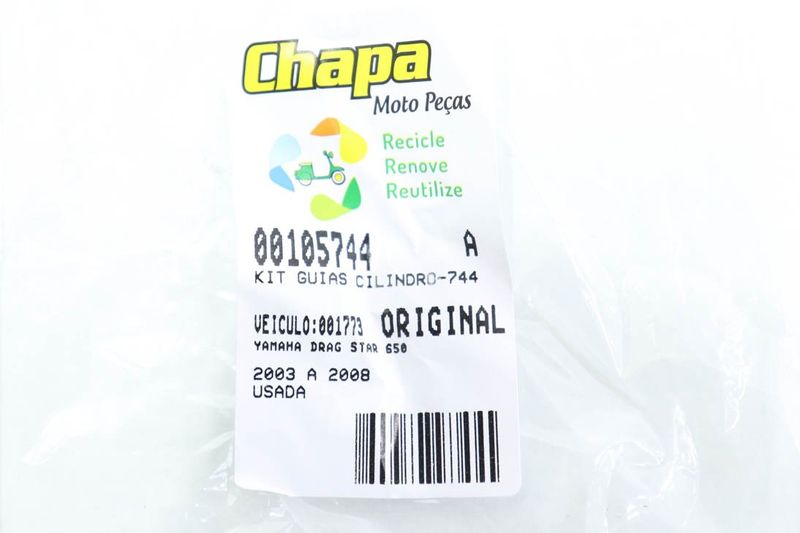 Chapa
Moto Peças
Recicle
Renove
Reutilize
00105744 A
KIT GUIAS CILINDRO-744
VEICULO:001773 ORIGINAL
YAMAHA DRAG STAR 650
2003 A 2008
USADA